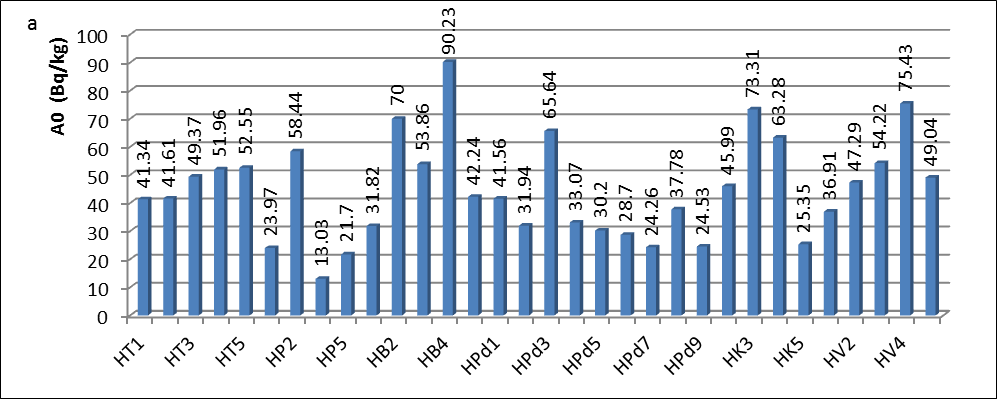 a
A0 (Bq/kg)
100
90
80
70
60
50
40
30
20
10
0
41.34
41.61
49.37
51.96
52.55
23.97
58.44
13.03
21.7
31.82
70
53.86
90.23
42.24
41.56
31.94
65.64
33.07
30.2
28.7
24.26
37.78
24.53
45.99
73.31
63.28
25.35
36.91
47.29
54.22
75.43
49.04
HT1
HT3
HT5
HP2
HP5
HB2
HB4
HPd1
HPd3
HPd5
HPd7
HPd9
HK3
HK5
HV2
HV4